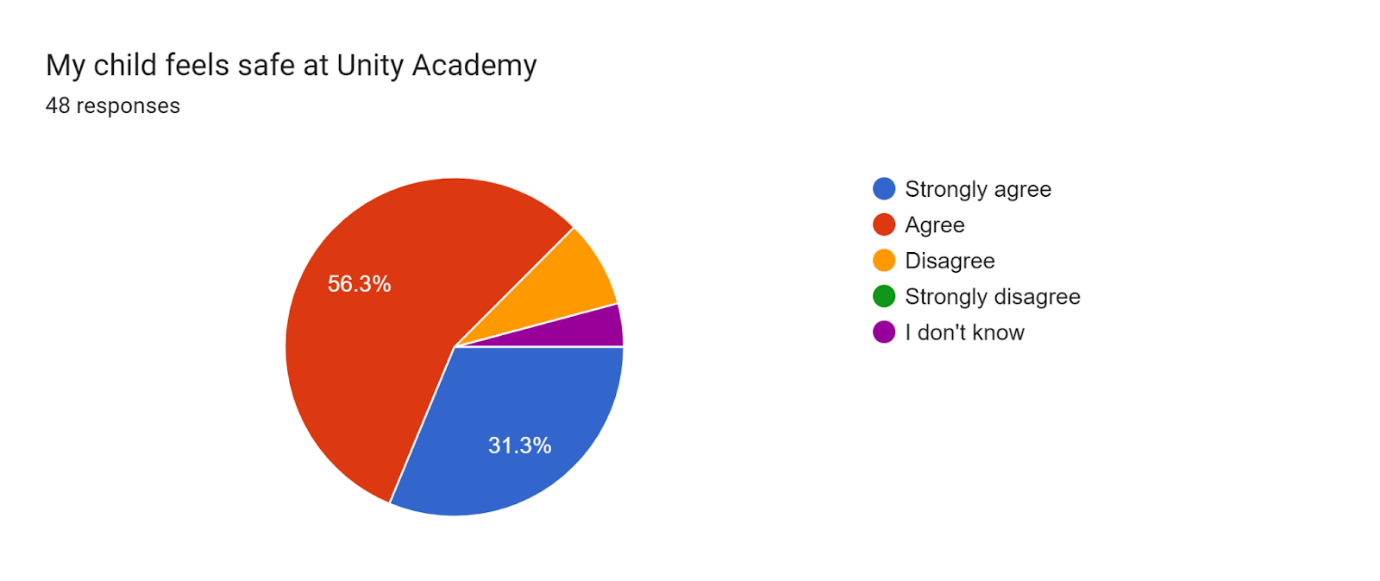 My child feels safe at Unity Academy
48 responses
56.3%
31.3%
Strongly agree
Agree
Disagree
Strongly disagree
I don't know